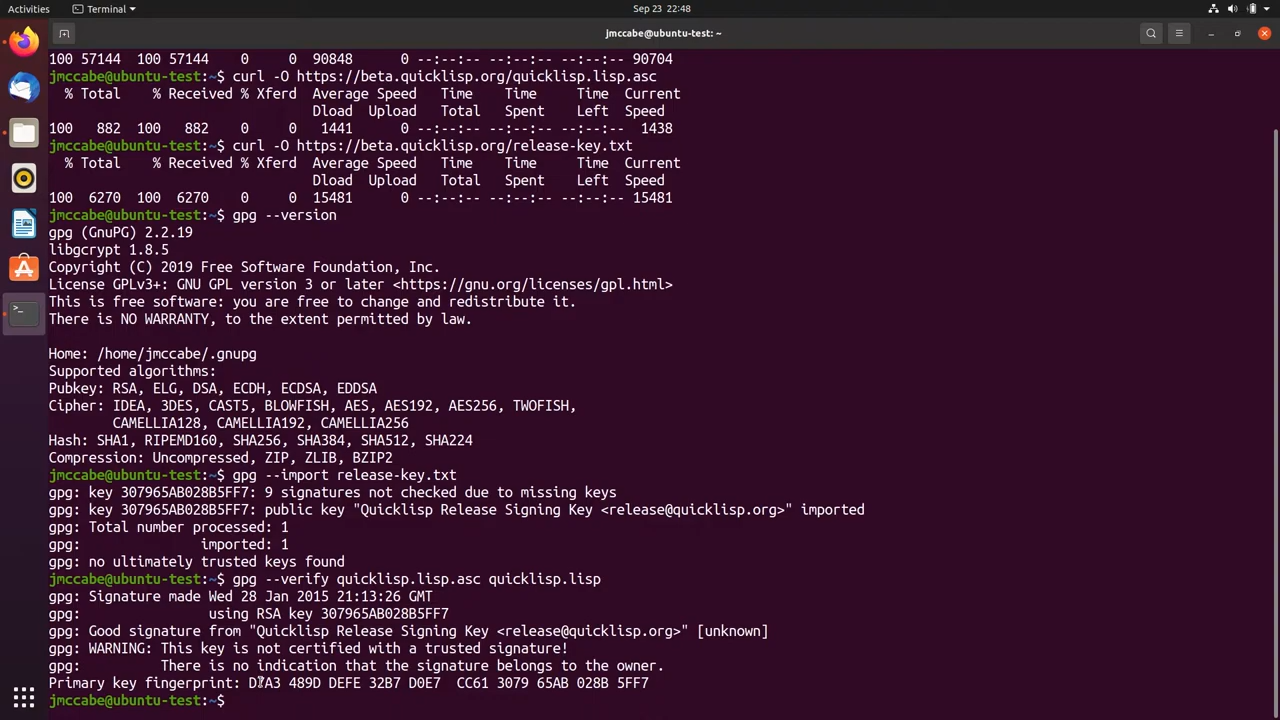 Activities Terminal Sep 23 22:48
jmccabe@ubuntu-test: ~
100 57144 100 57144 0 0 90848 0 --:--:-- --:--:-- --:--:-- 90704
jmccabe@ubuntu-test:~$ curl -O https://beta.quicklisp.org/quicklisp.lisp.asc
% Total % Received % Xferd Average Speed Time Time Time Current
Dload Upload Total Spent Left Speed
100 882 100 882 0 0 1441 0 --:--:-- --:--:-- --:--:-- 1438
jmccabe@ubuntu-test:~$ curl -O https://beta.quicklisp.org/release-key.txt
% Total % Received % Xferd Average Speed Time Time Time Current
Dload Upload Total Spent Left Speed
100 6270 100 6270 0 0 15481 0 --:--:-- --:--:-- --:--:-- 15481
jmccabe@ubuntu-test:~$ gpg --version
gpg (GnuPG) 2.2.19
libgcrypt 1.8.5
Copyright (C) 2019 Free Software Foundation, Inc.
License GPLv3+: GNU GPL version 3 or later <https://gnu.org/licenses/gpl.html>
This is free software: you are free to change and redistribute it.
There is NO WARRANTY, to the extent permitted by law.
Home: /home/jmccabe/.gnupg
Supported algorithms:
Pubkey: RSA, ELG, DSA, ECDH, ECDSA, EDDSA
Cipher: IDEA, 3DES, CAST5, BLOWFISH, AES, AES192, AES256, TWOFISH,
CAMELLIA128, CAMELLIA192, CAMELLIA256
Hash: SHA1, RIPEMD160, SHA256, SHA384, SHA512, SHA224
Compression: Uncompressed, ZIP, ZLIB, BZIP2
jmccabe@ubuntu-test:~$ gpg --import release-key.txt
gpg: key 307965AB028B5FF7: 9 signatures not checked due to missing keys
gpg: key 307965AB028B5FF7: public key "Quicklisp Release Signing Key <release@quicklisp.org>" imported
gpg: Total number processed: 1
gpg: imported: 1
gpg: no ultimately trusted keys found
jmccabe@ubuntu-test:~$ gpg --verify quicklisp.lisp.asc quicklisp.lisp
gpg: Signature made Wed 28 Jan 2015 21:13:26 GMT
gpg: using RSA key 307965AB028B5FF7
gpg: Good signature from "Quicklisp Release Signing Key <release@quicklisp.org>" [unknown]
gpg: WARNING: This key is not certified with a trusted signature!
gpg: There is no indication that the signature belongs to the owner.
Primary key fingerprint: 489D DEFE 32B7 D0E7 CC61 3079 65AB 028B 5FF7
jmccabe@ubuntu-test:~$